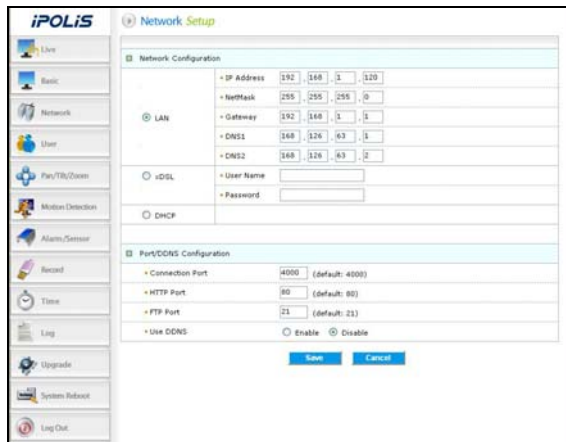 iPOLiS
Network Setup
Live
Basic
Network
User
Pan/Tilt/Zoom
Motion Detection
Alarm/Sensor
Record
Time
Log
Upgrade
System Reboot
Log Out
Network Configuration
LAN
IP Address 192 . 168 . 1 . 120
NetMask 255 . 255 . 255 . 0
Gateway 192 . 168 . 1 . 1
DNS1 168 . 126 . 63 . 1
DNS2 168 . 126 . 63 . 2
xDSL
User Name
Password
DHCP
Port/DDNS Configuration
Connection Port 4000 (default: 4000)
HTTP Port 80 (default: 80)
FTP Port 21 (default: 21)
Use DDNS Enable Disable
Save Cancel